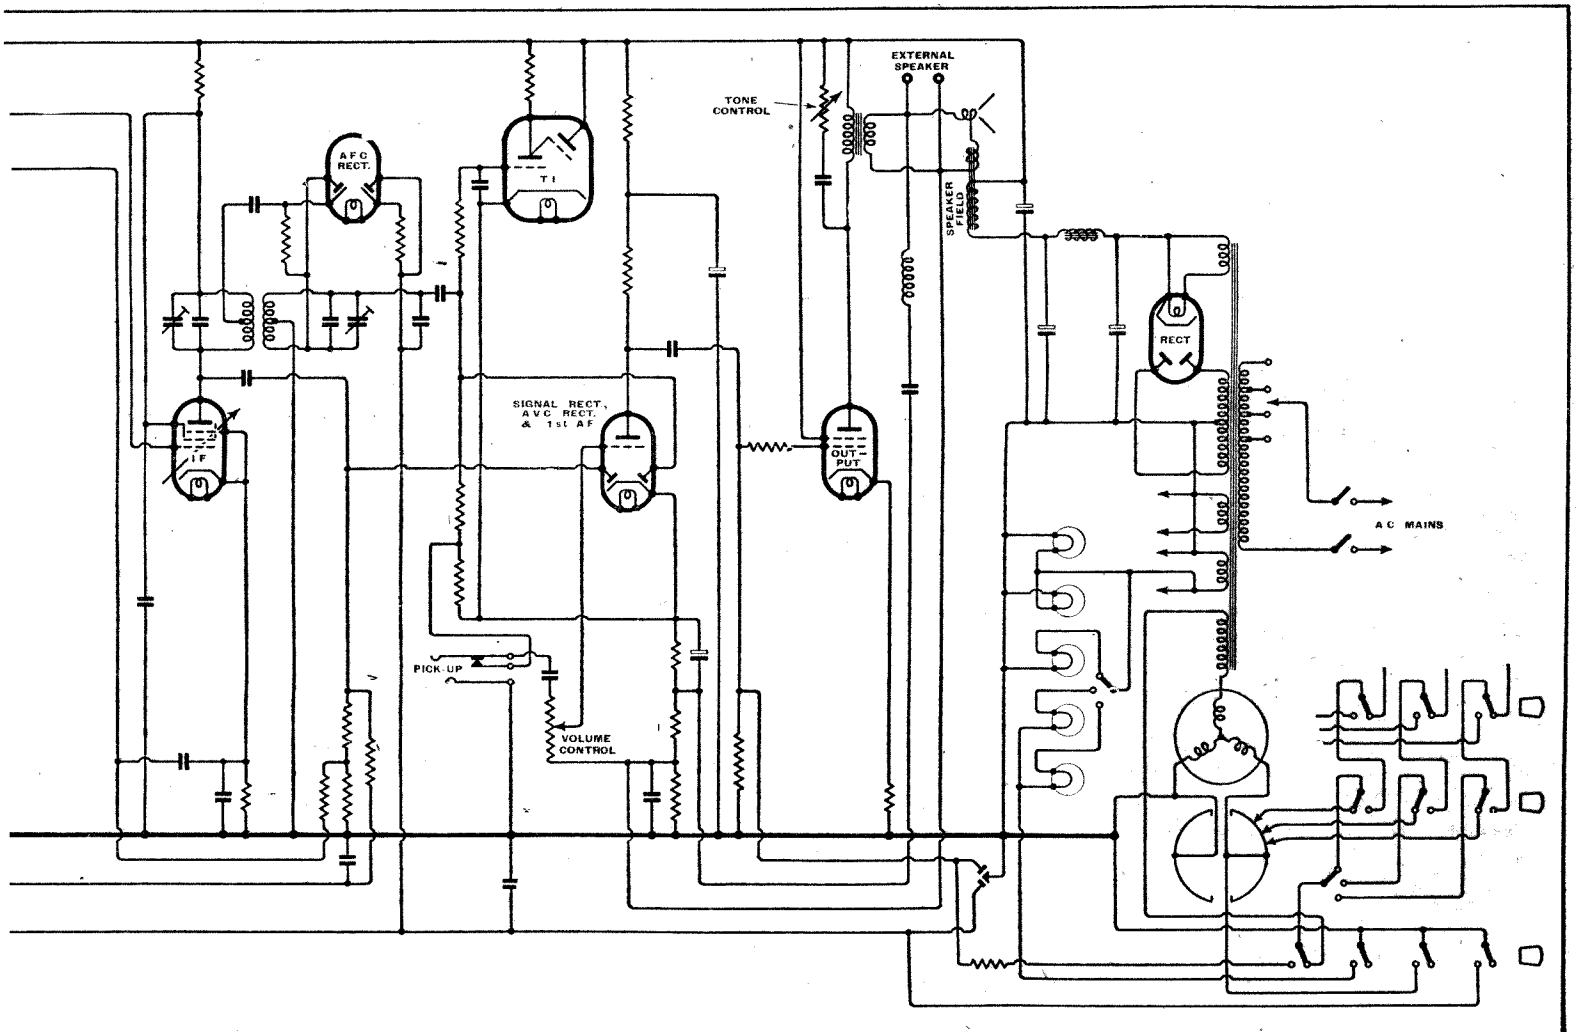 EXTERNAL
SPEAKER
TONE
CONTROL
AFC
RECT.
T I
SPEAKER
FIELD
RECT
SIGNAL RECT.,
AVC RECT.
& 1st AF
I F
OUT-
PUT
AC MAINS
PICK-UP
VOLUME
CONTROL